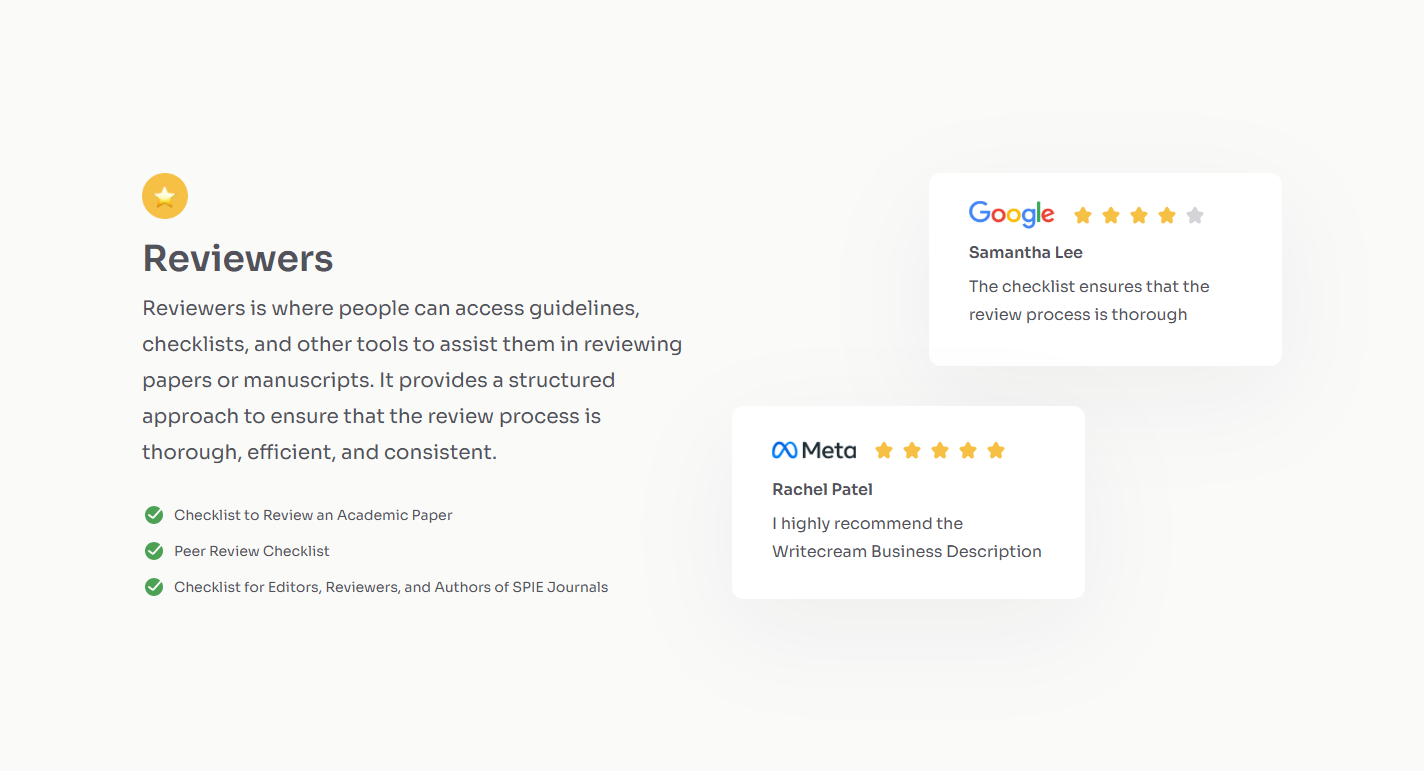 Reviewers
Reviewers is where people can access guidelines,
checklists, and other tools to assist them in reviewing
papers or manuscripts. It provides a structured
approach to ensure that the review process is
thorough, efficient, and consistent.
Checklist to Review an Academic Paper
Peer Review Checklist
Checklist for Editors, Reviewers, and Authors of SPIE Journals
Google
Samantha Lee
The checklist ensures that the
review process is thorough
Meta
Rachel Patel
I highly recommend the
Writecream Business Description